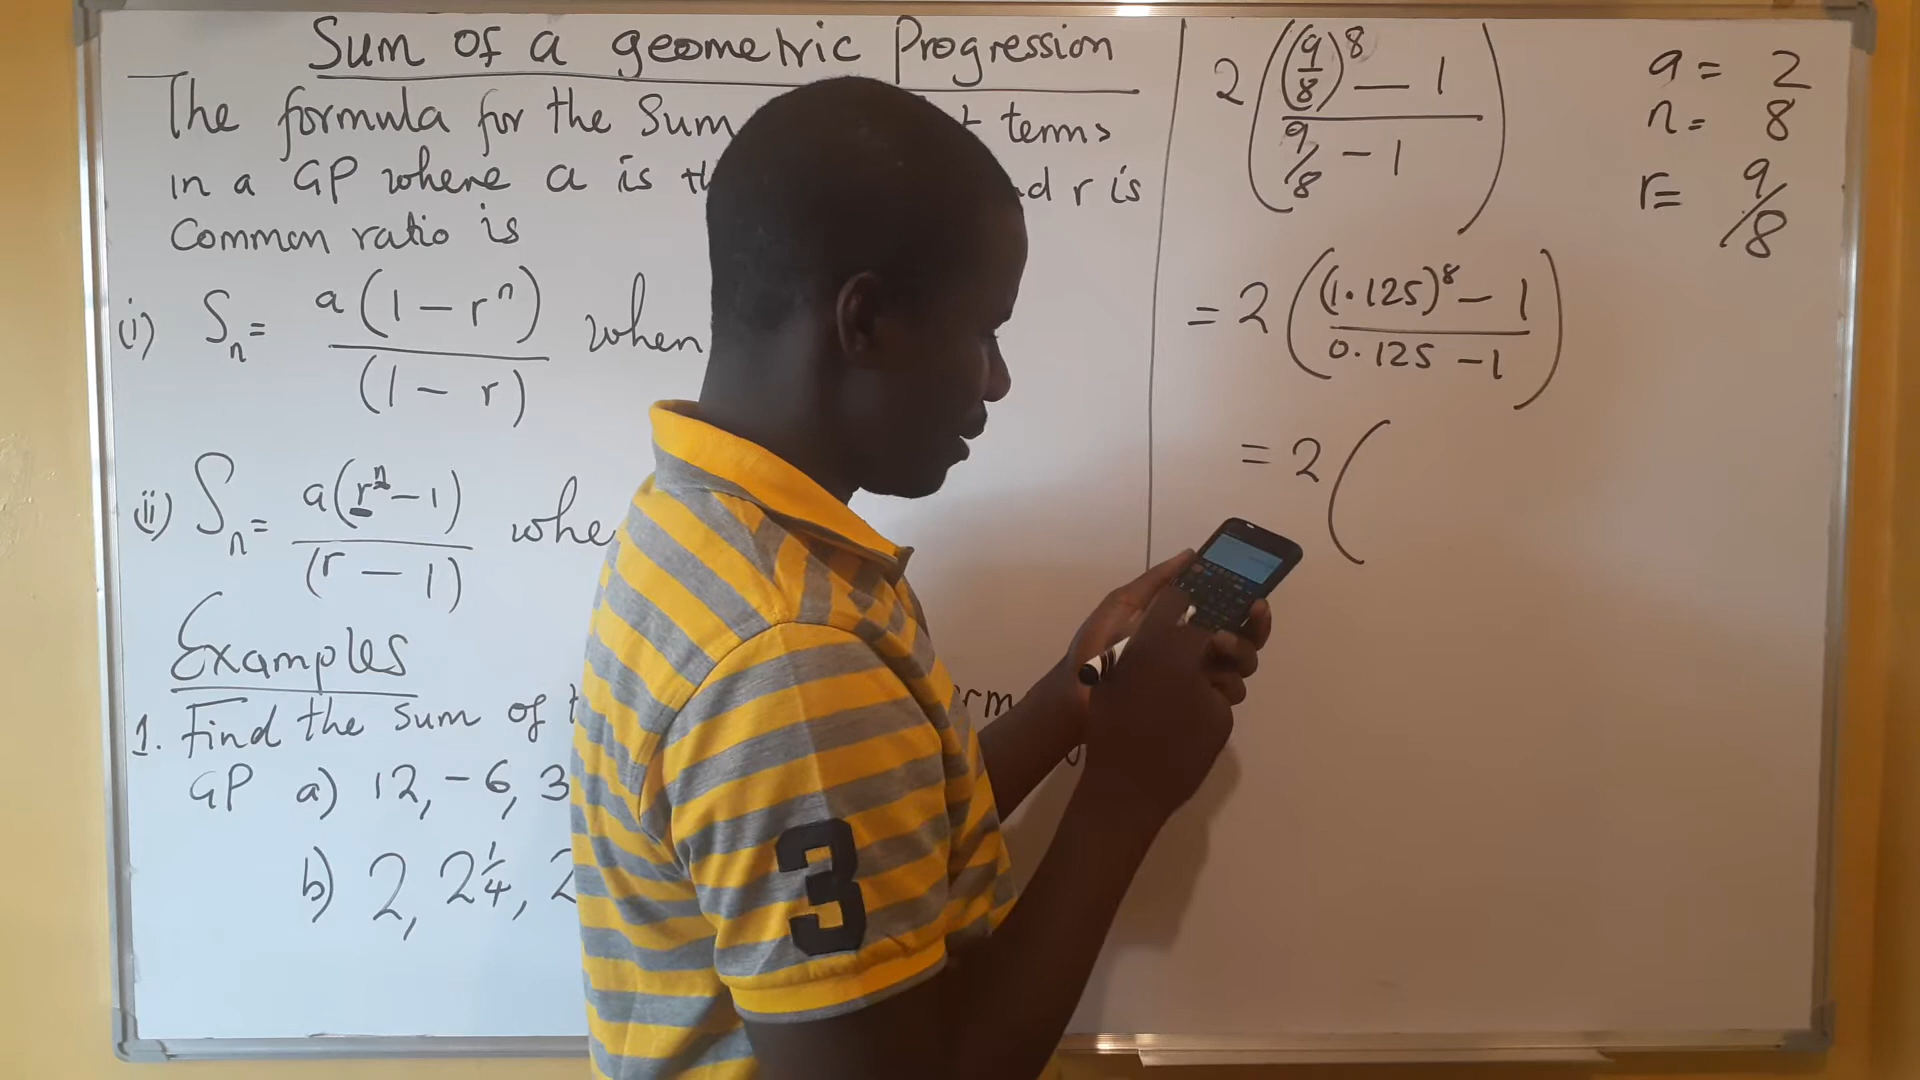 Sum of a geometric Progression
The formula for the Sum terms
in a GP where a is r is
Common ratio is
(i) Sₙ = a(1 − rⁿ) / (1 − r) when
(ii) Sₙ = a(rⁿ − 1) / (r − 1)
Examples
1. Find the sum of
GP a) 12, −6, 3
b) 2, 2¼, 2
2((9/8)⁸ − 1 / 9/8 − 1)
= 2((1.125)⁸ − 1 / 0.125 − 1)
= 2(
a = 2
n = 8
r = 9/8
3